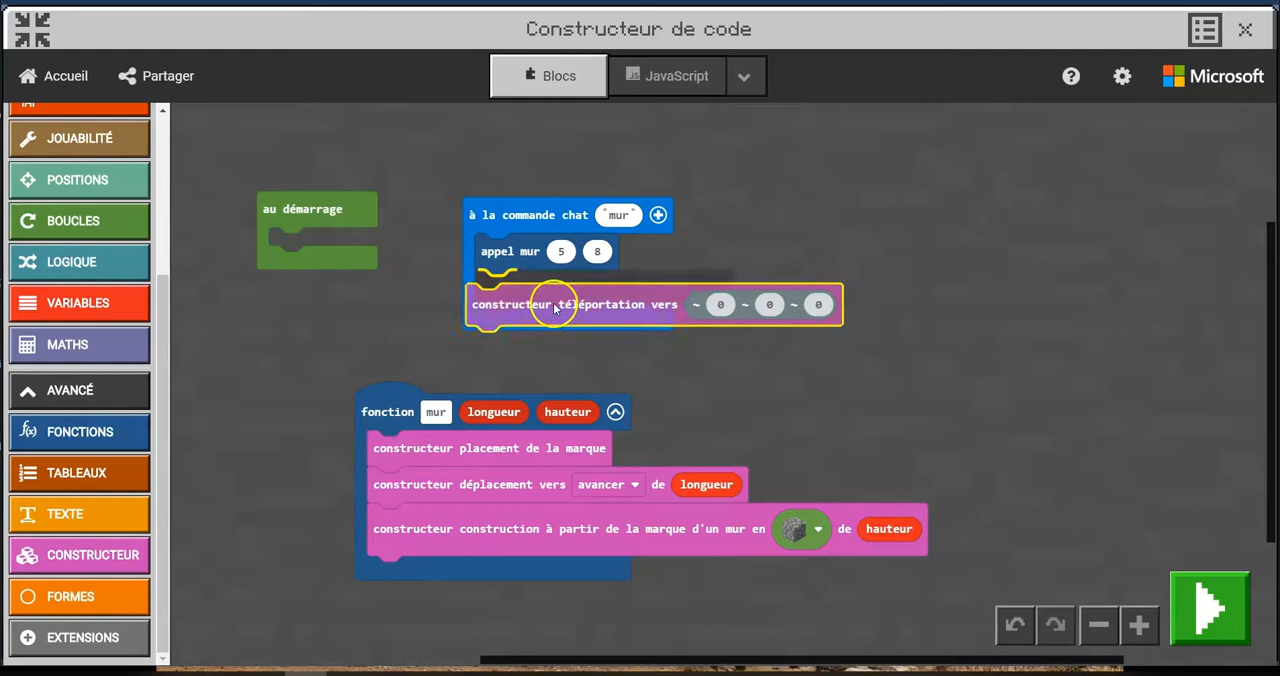 Constructeur de code
Accueil
Partager
Blocs
JS JavaScript
?
Microsoft
JOUABILITÉ
POSITIONS
BOUCLES
LOGIQUE
VARIABLES
MATHS
AVANCÉ
f(x) FONCTIONS
TABLEAUX
TEXTE
CONSTRUCTEUR
FORMES
EXTENSIONS
au démarrage
à la commande chat "mur"
appel mur 5 8
constructeur téléportation vers ~ 0 ~ 0 ~ 0
fonction mur longueur hauteur
constructeur placement de la marque
constructeur déplacement vers avancer de longueur
constructeur construction à partir de la marque d'un mur en de hauteur